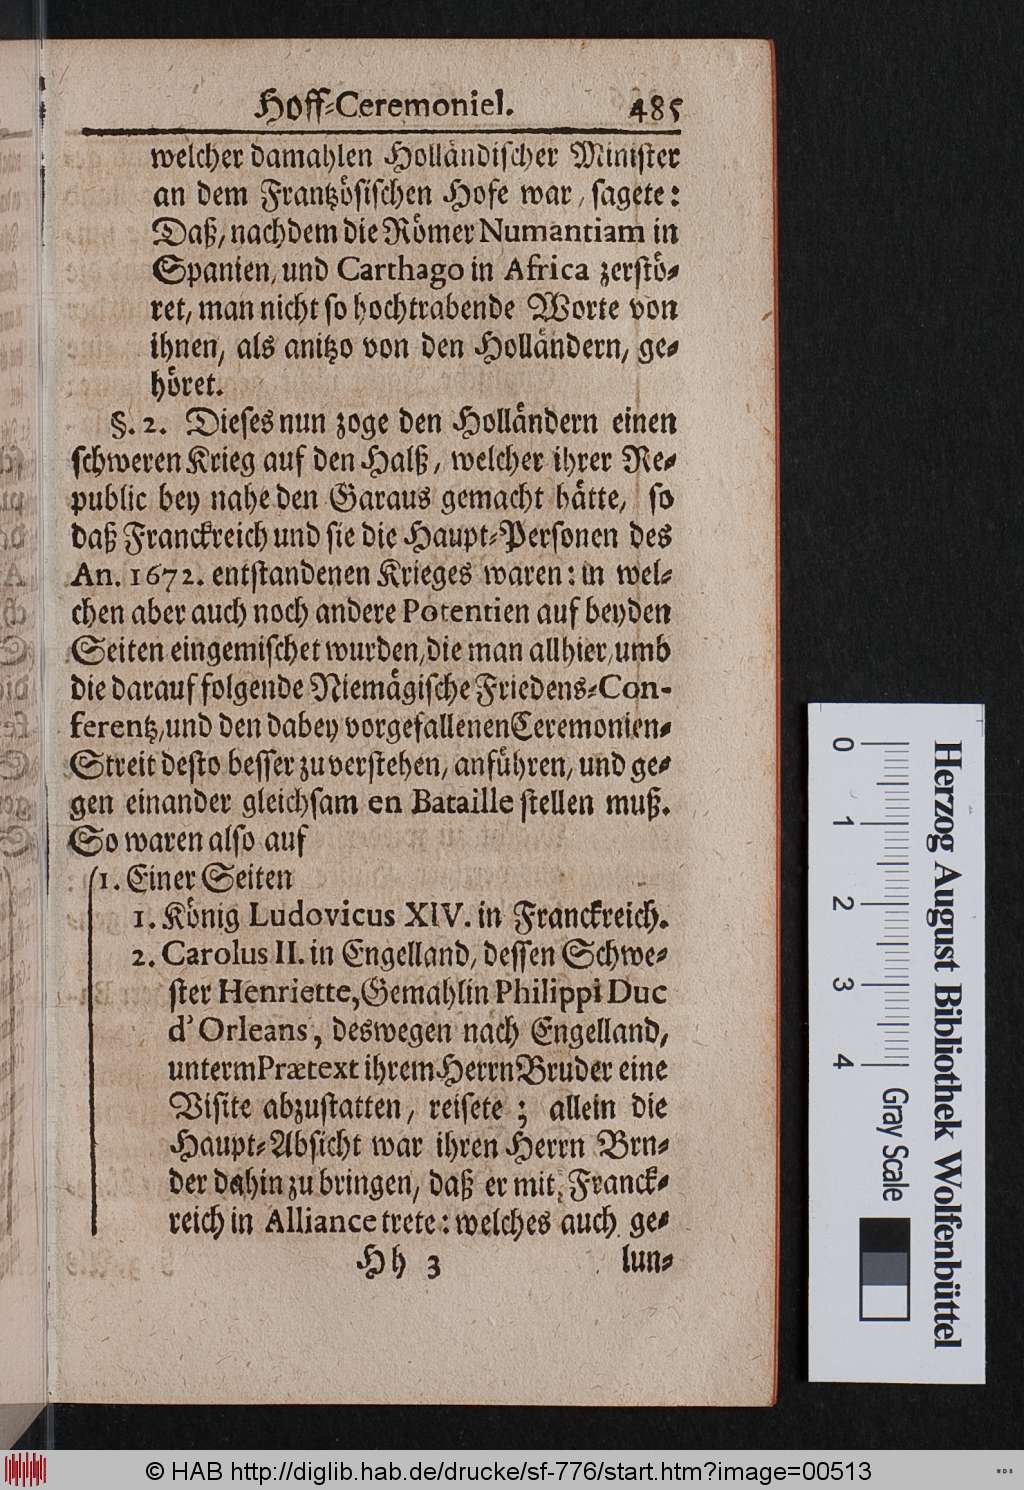 Hoff-Ceremoniel. 485
welcher damahlen Holländiſcher Miniſter
an dem Frantzöſiſchen Hofe war, ſagete:
Daß, nachdem die Römer Numantiam in
Spanien, und Carthago in Africa zerſtö-
ret, man nicht ſo hochtrabende Worte von
ihnen, als anitzo von den Holländern, ge-
höret.
§. 2. Dieſes nun zoge den Holländern einen
ſchweren Krieg auf den Halß, welcher ihrer Re-
public bey nahe den Garaus gemacht hätte, ſo
daß Franckreich und ſie die Haupt-Perſonen des
An. 1672. entſtandenen Krieges waren: in wel-
chen aber auch noch andere Potentien auf beyden
Seiten eingemiſchet wurden, die man allhier, umb
die darauf folgende Niemägiſche Friedens-Con-
ferentz, und den dabey vorgefallenen Ceremonien-
Streit deſto beſſer zu verſtehen, anführen, und ge-
gen einander gleichſam en Bataille ſtellen muß.
So waren alſo auf
1. Einer Seiten
1. König Ludovicus XIV. in Franckreich.
2. Carolus II. in Engelland, deſſen Schwe-
ſter Henriette, Gemahlin Philippi Duc
d'Orleans, deswegen nach Engelland,
unterm Prætext ihrem Herrn Bruder eine
Viſite abzuſtatten, reiſete; allein die
Haupt-Abſicht war ihren Herrn Brn-
der dahin zu bringen, daß er mit Franck-
reich in Alliance trete: welches auch ge-
Hh 3 lun-
Herzog August Bibliothek Wolfenbüttel
0 1 2 3 4 Gray Scale
© HAB http://diglib.hab.de/drucke/sf-776/start.htm?image=00513